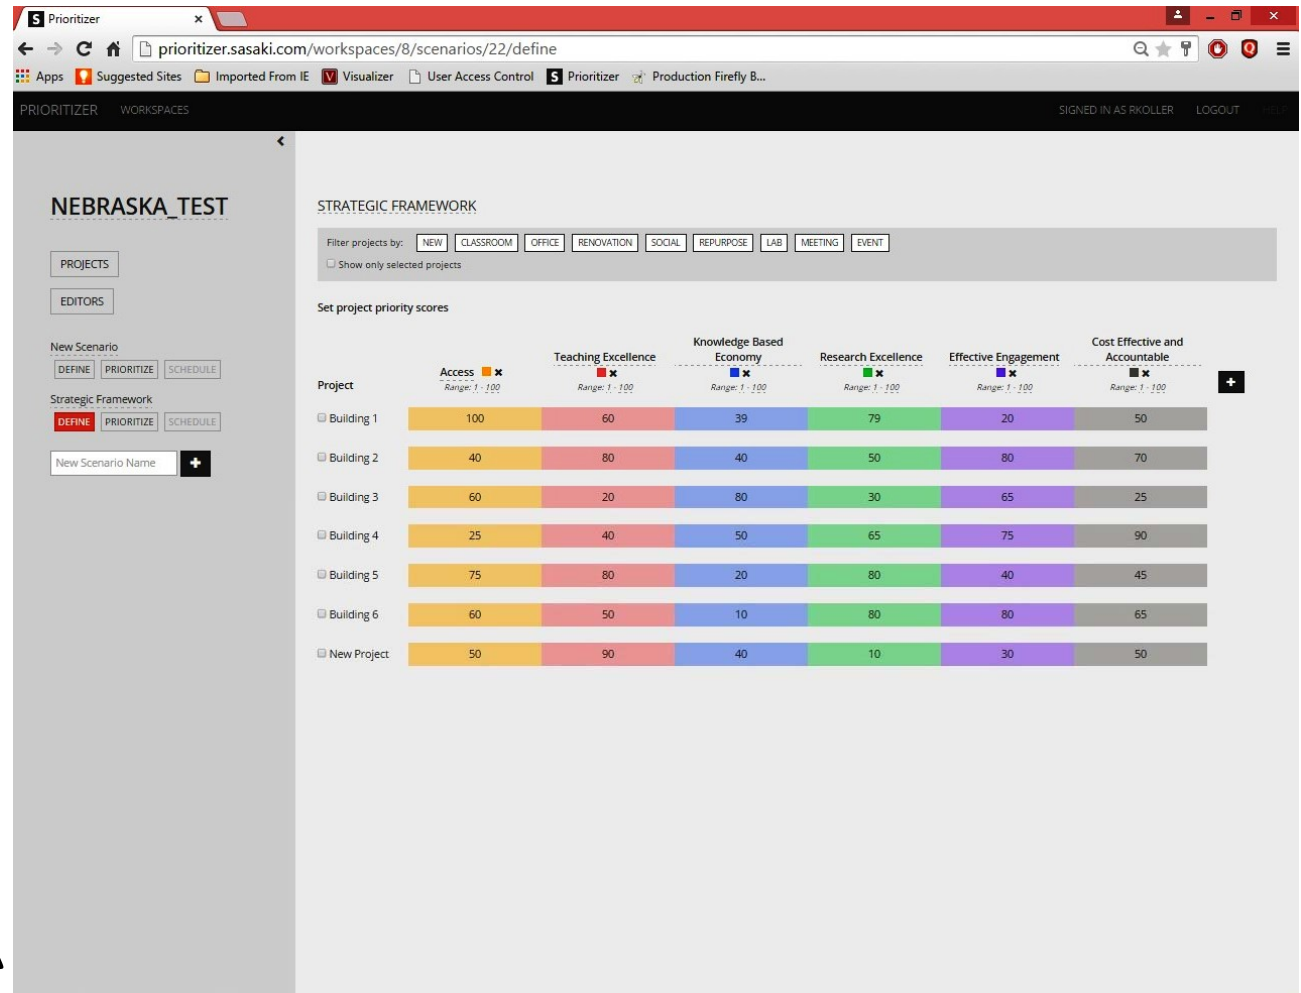 S Prioritizer x
prioritizer.sasaki.com/workspaces/8/scenarios/22/define
Apps Suggested Sites Imported From IE V Visualizer User Access Control S Prioritizer Production Firefly B...
PRIORITIZER WORKSPACES SIGNED IN AS RKOLLER LOGOUT HELP
NEBRASKA_TEST
PROJECTS
EDITORS
New Scenario
DEFINE PRIORITIZE SCHEDULE
Strategic Framework
DEFINE PRIORITIZE SCHEDULE
New Scenario Name +
STRATEGIC FRAMEWORK
Filter projects by: NEW CLASSROOM OFFICE RENOVATION SOCIAL REPURPOSE LAB MEETING EVENT
Show only selected projects
Set project priority scores
Knowledge Based Cost Effective and
Teaching Excellence Economy Research Excellence Effective Engagement Accountable
Access
Project Range: 1 - 100 Range: 1 - 100 Range: 1 - 100 Range: 1 - 100 Range: 1 - 100 Range: 1 - 100 +
Building 1 100 60 39 79 20 50
Building 2 40 80 40 50 80 70
Building 3 60 20 80 30 65 25
Building 4 25 40 50 65 75 90
Building 5 75 80 20 80 40 45
Building 6 60 50 10 80 80 65
New Project 50 90 40 10 30 50